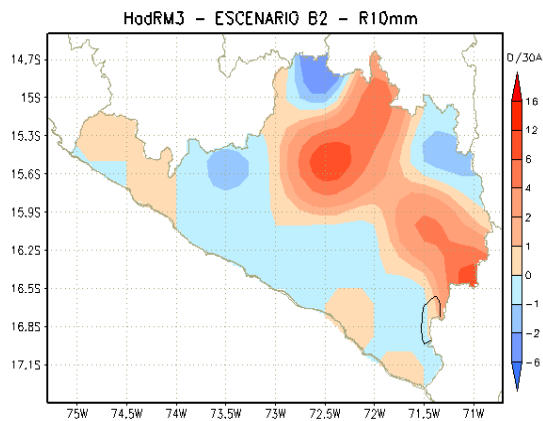 HadRM3 - ESCENARIO B2 - R10mm
D/30A
14.7S
15S
15.3S
15.6S
15.9S
16.2S
16.5S
16.8S
17.1S
16
12
6
4
2
1
0
-1
-2
-6
75W 74.5W 74W 73.5W 73W 72.5W 72W 71.5W 71W